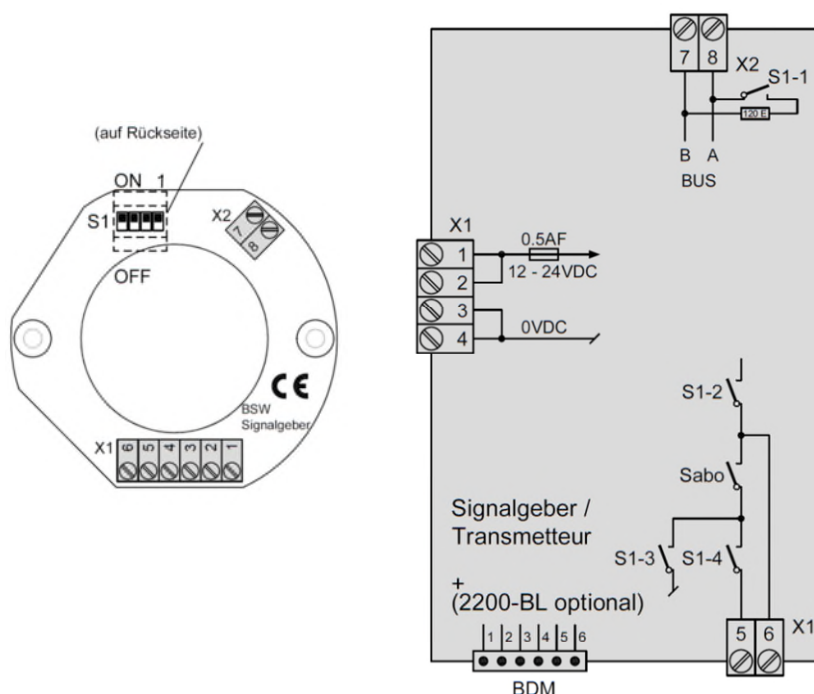 (auf Rückseite)
ON 1
S1
OFF
X2
7 8
CE
BSW
Signalgeber
X1
6 5 4 3 2 1
7 8
X2
S1-1
120 E
B A
BUS
X1
1
2
3
4
0.5AF
12 - 24VDC
0VDC
S1-2
Sabo
S1-3
S1-4
Signalgeber /
Transmetteur
+
(2200-BL optional)
1 2 3 4 5 6
BDM
5 6
X1